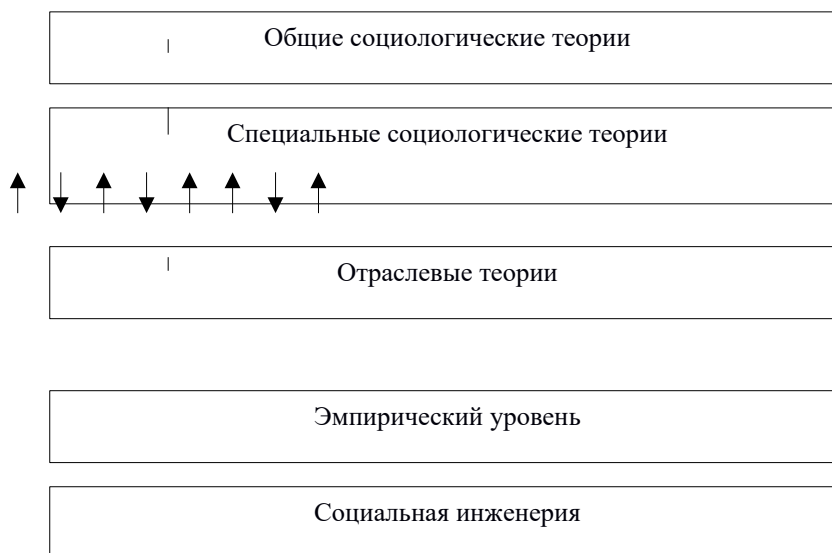 Общие социологические теории
Специальные социологические теории
Отраслевые теории
Эмпирический уровень
Социальная инженерия